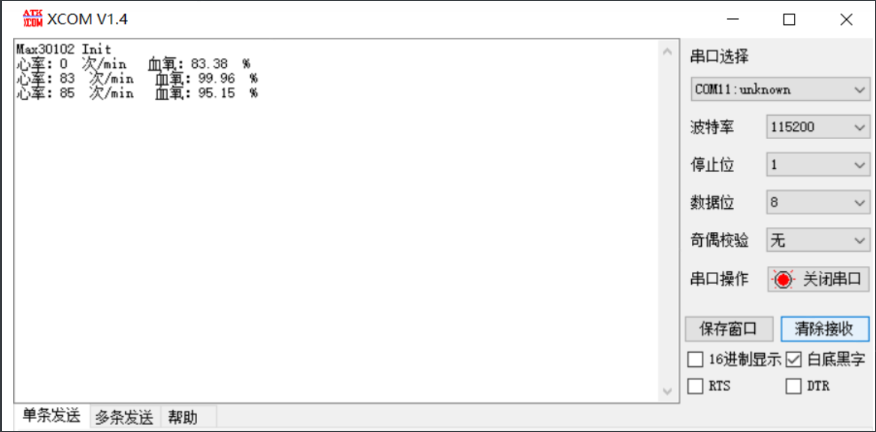 ATK
XCOM XCOM V1.4
Max30102 Init
心率: 0 次/min 血氧: 83.38 %
心率: 83 次/min 血氧: 99.96 %
心率: 85 次/min 血氧: 95.15 %
串口选择
COM11:unknown
波特率 115200
停止位 1
数据位 8
奇偶校验 无
串口操作 关闭串口
保存窗口 清除接收
16进制显示 白底黑字
RTS DTR
单条发送 多条发送 帮助